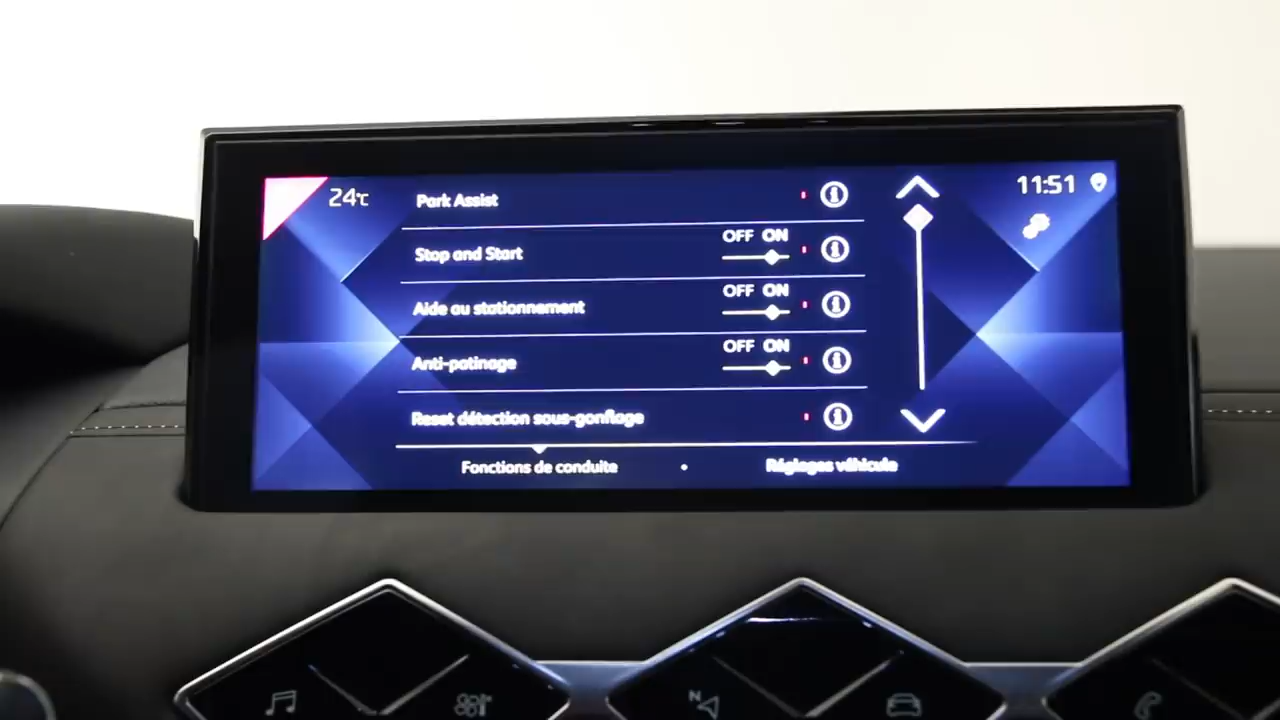 24°C
11:51
Park Assist
OFF ON
Stop and Start
OFF ON
Aide au stationnement
OFF ON
Anti-patinage
Reset détection sous-gonflage
Fonctions de conduite
Réglages véhicule
N